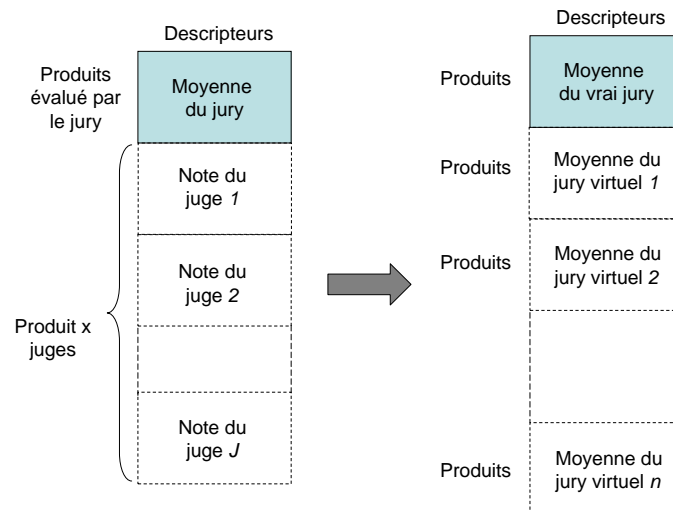 Descripteurs
Produits
évalué par
le jury
Moyenne
du jury
Note du
juge 1
Note du
juge 2
Produit x
juges
Note du
juge J
Descripteurs
Produits
Moyenne
du vrai jury
Produits
Moyenne du
jury virtuel 1
Produits
Moyenne du
jury virtuel 2
Produits
Moyenne du
jury virtuel n